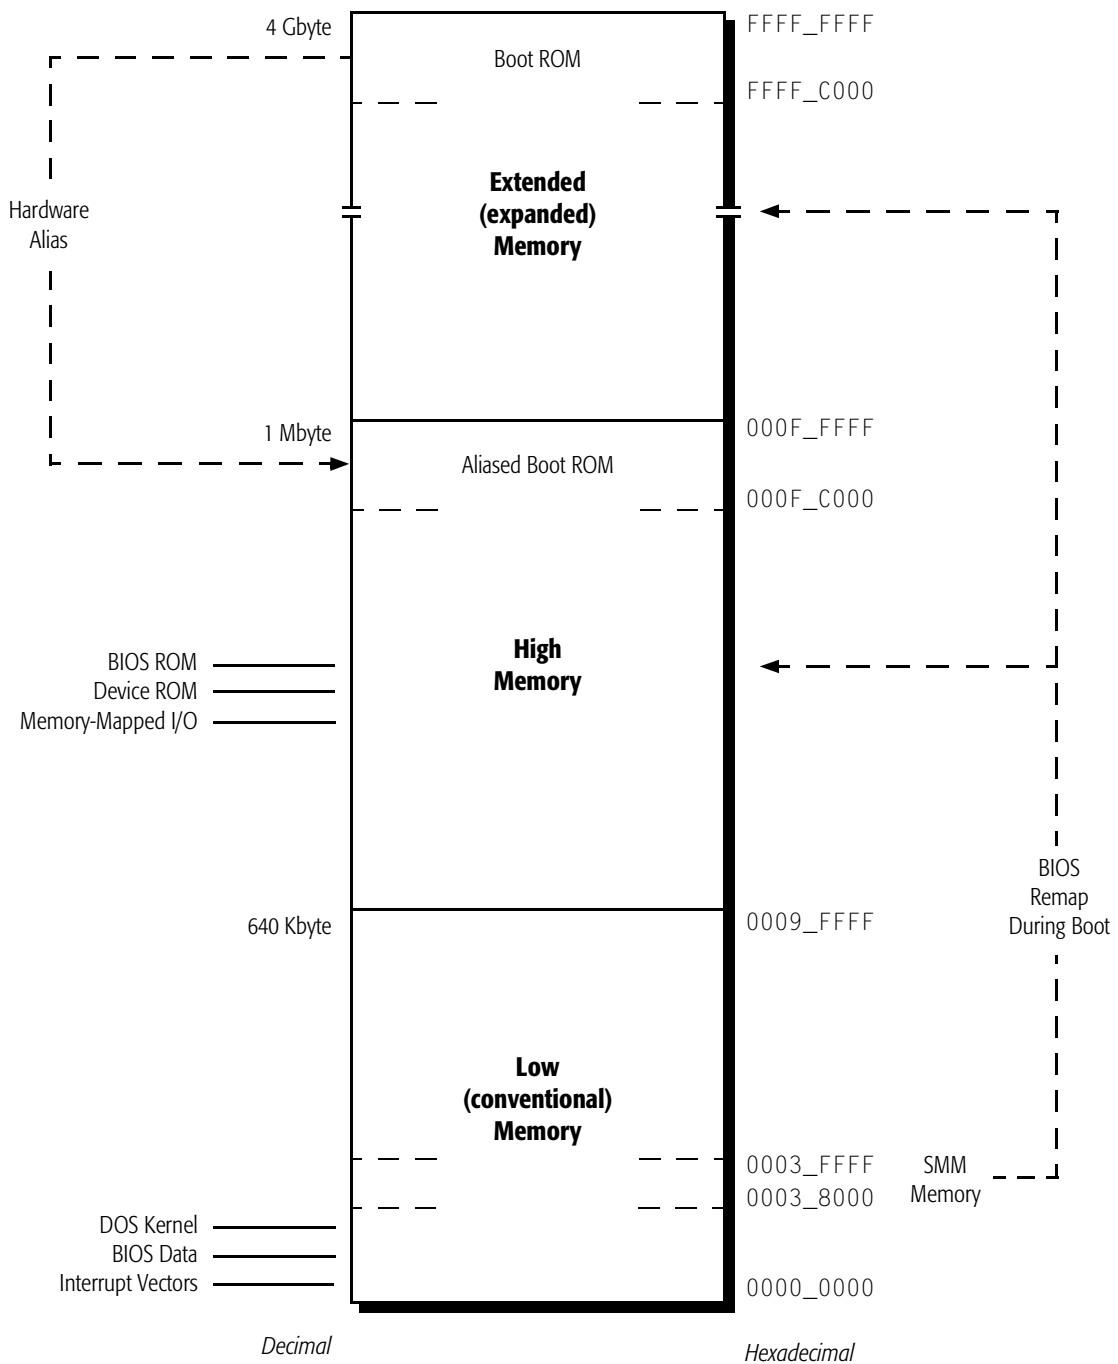 4 Gbyte
FFFF_FFFF
Boot ROM
FFFF_C000
Extended
(expanded)
Memory
Hardware
Alias
1 Mbyte
000F_FFFF
Aliased Boot ROM
000F_C000
High
Memory
BIOS ROM
Device ROM
Memory-Mapped I/O
BIOS
Remap
During Boot
640 Kbyte
0009_FFFF
Low
(conventional)
Memory
0003_FFFF
0003_8000
SMM
Memory
DOS Kernel
BIOS Data
Interrupt Vectors
0000_0000
Decimal
Hexadecimal